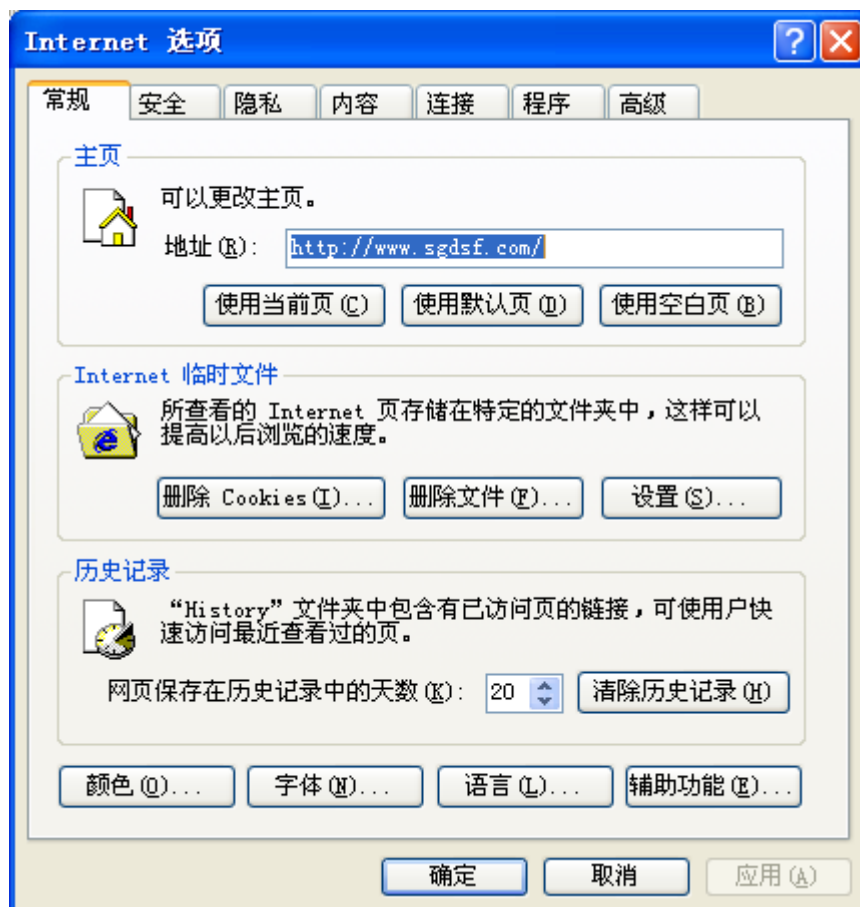 Internet 选项
常规 安全 隐私 内容 连接 程序 高级
主页
可以更改主页。
地址(R): http://www.sgdsf.com/
使用当前页(C) 使用默认页(D) 使用空白页(B)
Internet 临时文件
所查看的 Internet 页存储在特定的文件夹中，这样可以
提高以后浏览的速度。
删除 Cookies(I)... 删除文件(F)... 设置(S)...
历史记录
“History”文件夹中包含有已访问页的链接，可使用户快
速访问最近查看过的页。
网页保存在历史记录中的天数(K): 20 清除历史记录(H)
颜色(O)... 字体(N)... 语言(L)... 辅助功能(E)...
确定 取消 应用(A)